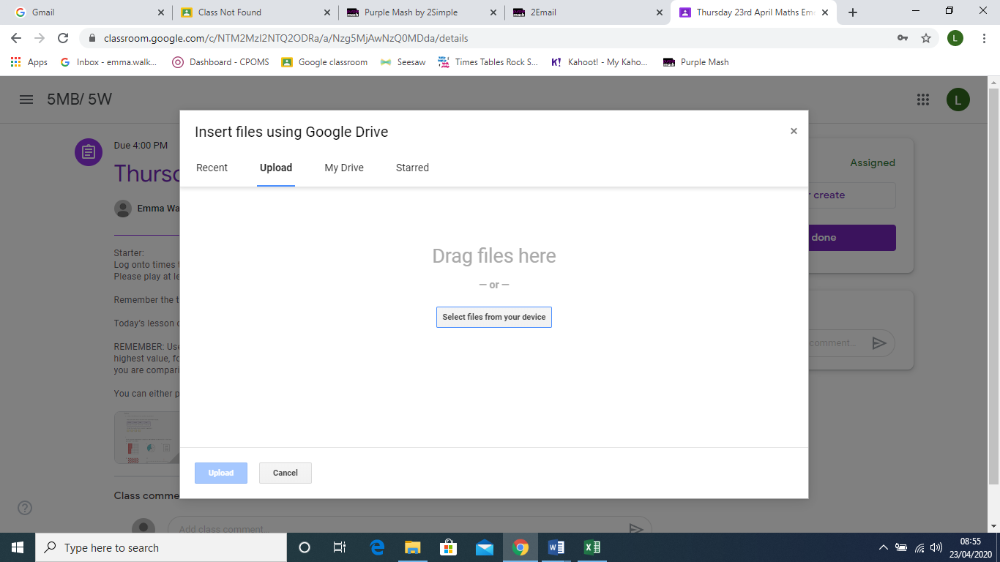 Gmail
Class Not Found
Purple Mash by 2Simple
2Email
Thursday 23rd April Maths Em
classroom.google.com/c/NTM2MzI2NTQ2ODRa/a/Nzg5MjAwNzQ0MDda/details
L
Apps
Inbox - emma.walk...
Dashboard - CPOMS
Google classroom
Seesaw
Times Tables Rock S...
K! Kahoot! - My Kaho...
Purple Mash
5MB/ 5W
L
Insert files using Google Drive
Recent
Upload
My Drive
Starred
Drag files here
— or —
Select files from your device
Upload
Cancel
Due 4:00 PM
Thurs
Emma Wa
Starter:
Log onto times t
Please play at le
Remember the t
Today's lesson
REMEMBER: Use
highest value, fo
you are compari
You can either p
Class comme
Add class comment...
Assigned
r create
done
comment...
Type here to search
08:55
23/04/2020